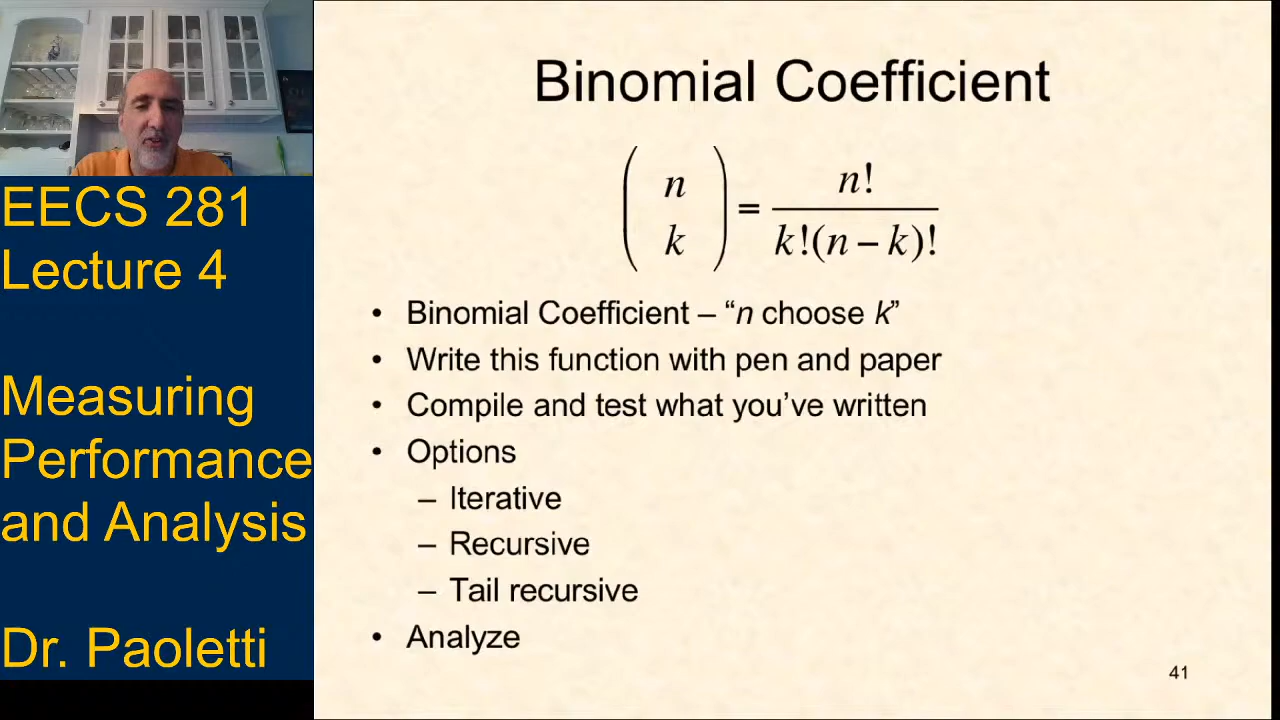 EECS 281
Lecture 4
Measuring
Performance
and Analysis
Dr. Paoletti
Binomial Coefficient
( n k ) = n! / k!(n – k)!
• Binomial Coefficient – “n choose k”
• Write this function with pen and paper
• Compile and test what you’ve written
• Options
– Iterative
– Recursive
– Tail recursive
• Analyze
41